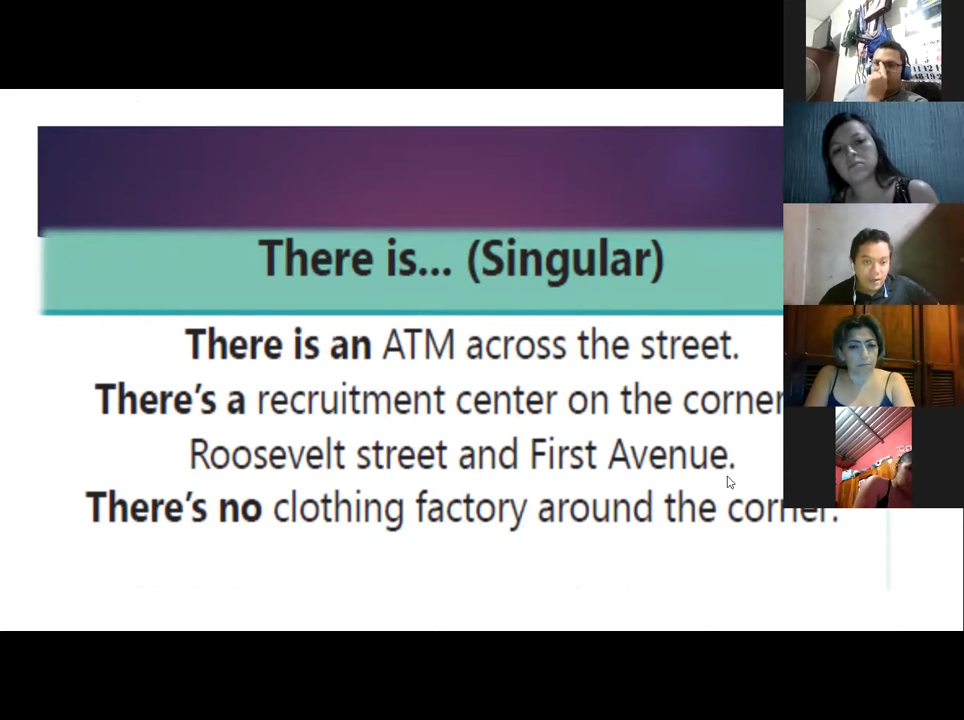 There is... (Singular)
There is an ATM across the street.
There's a recruitment center on the corner
Roosevelt street and First Avenue.
There's no clothing factory around the corner.